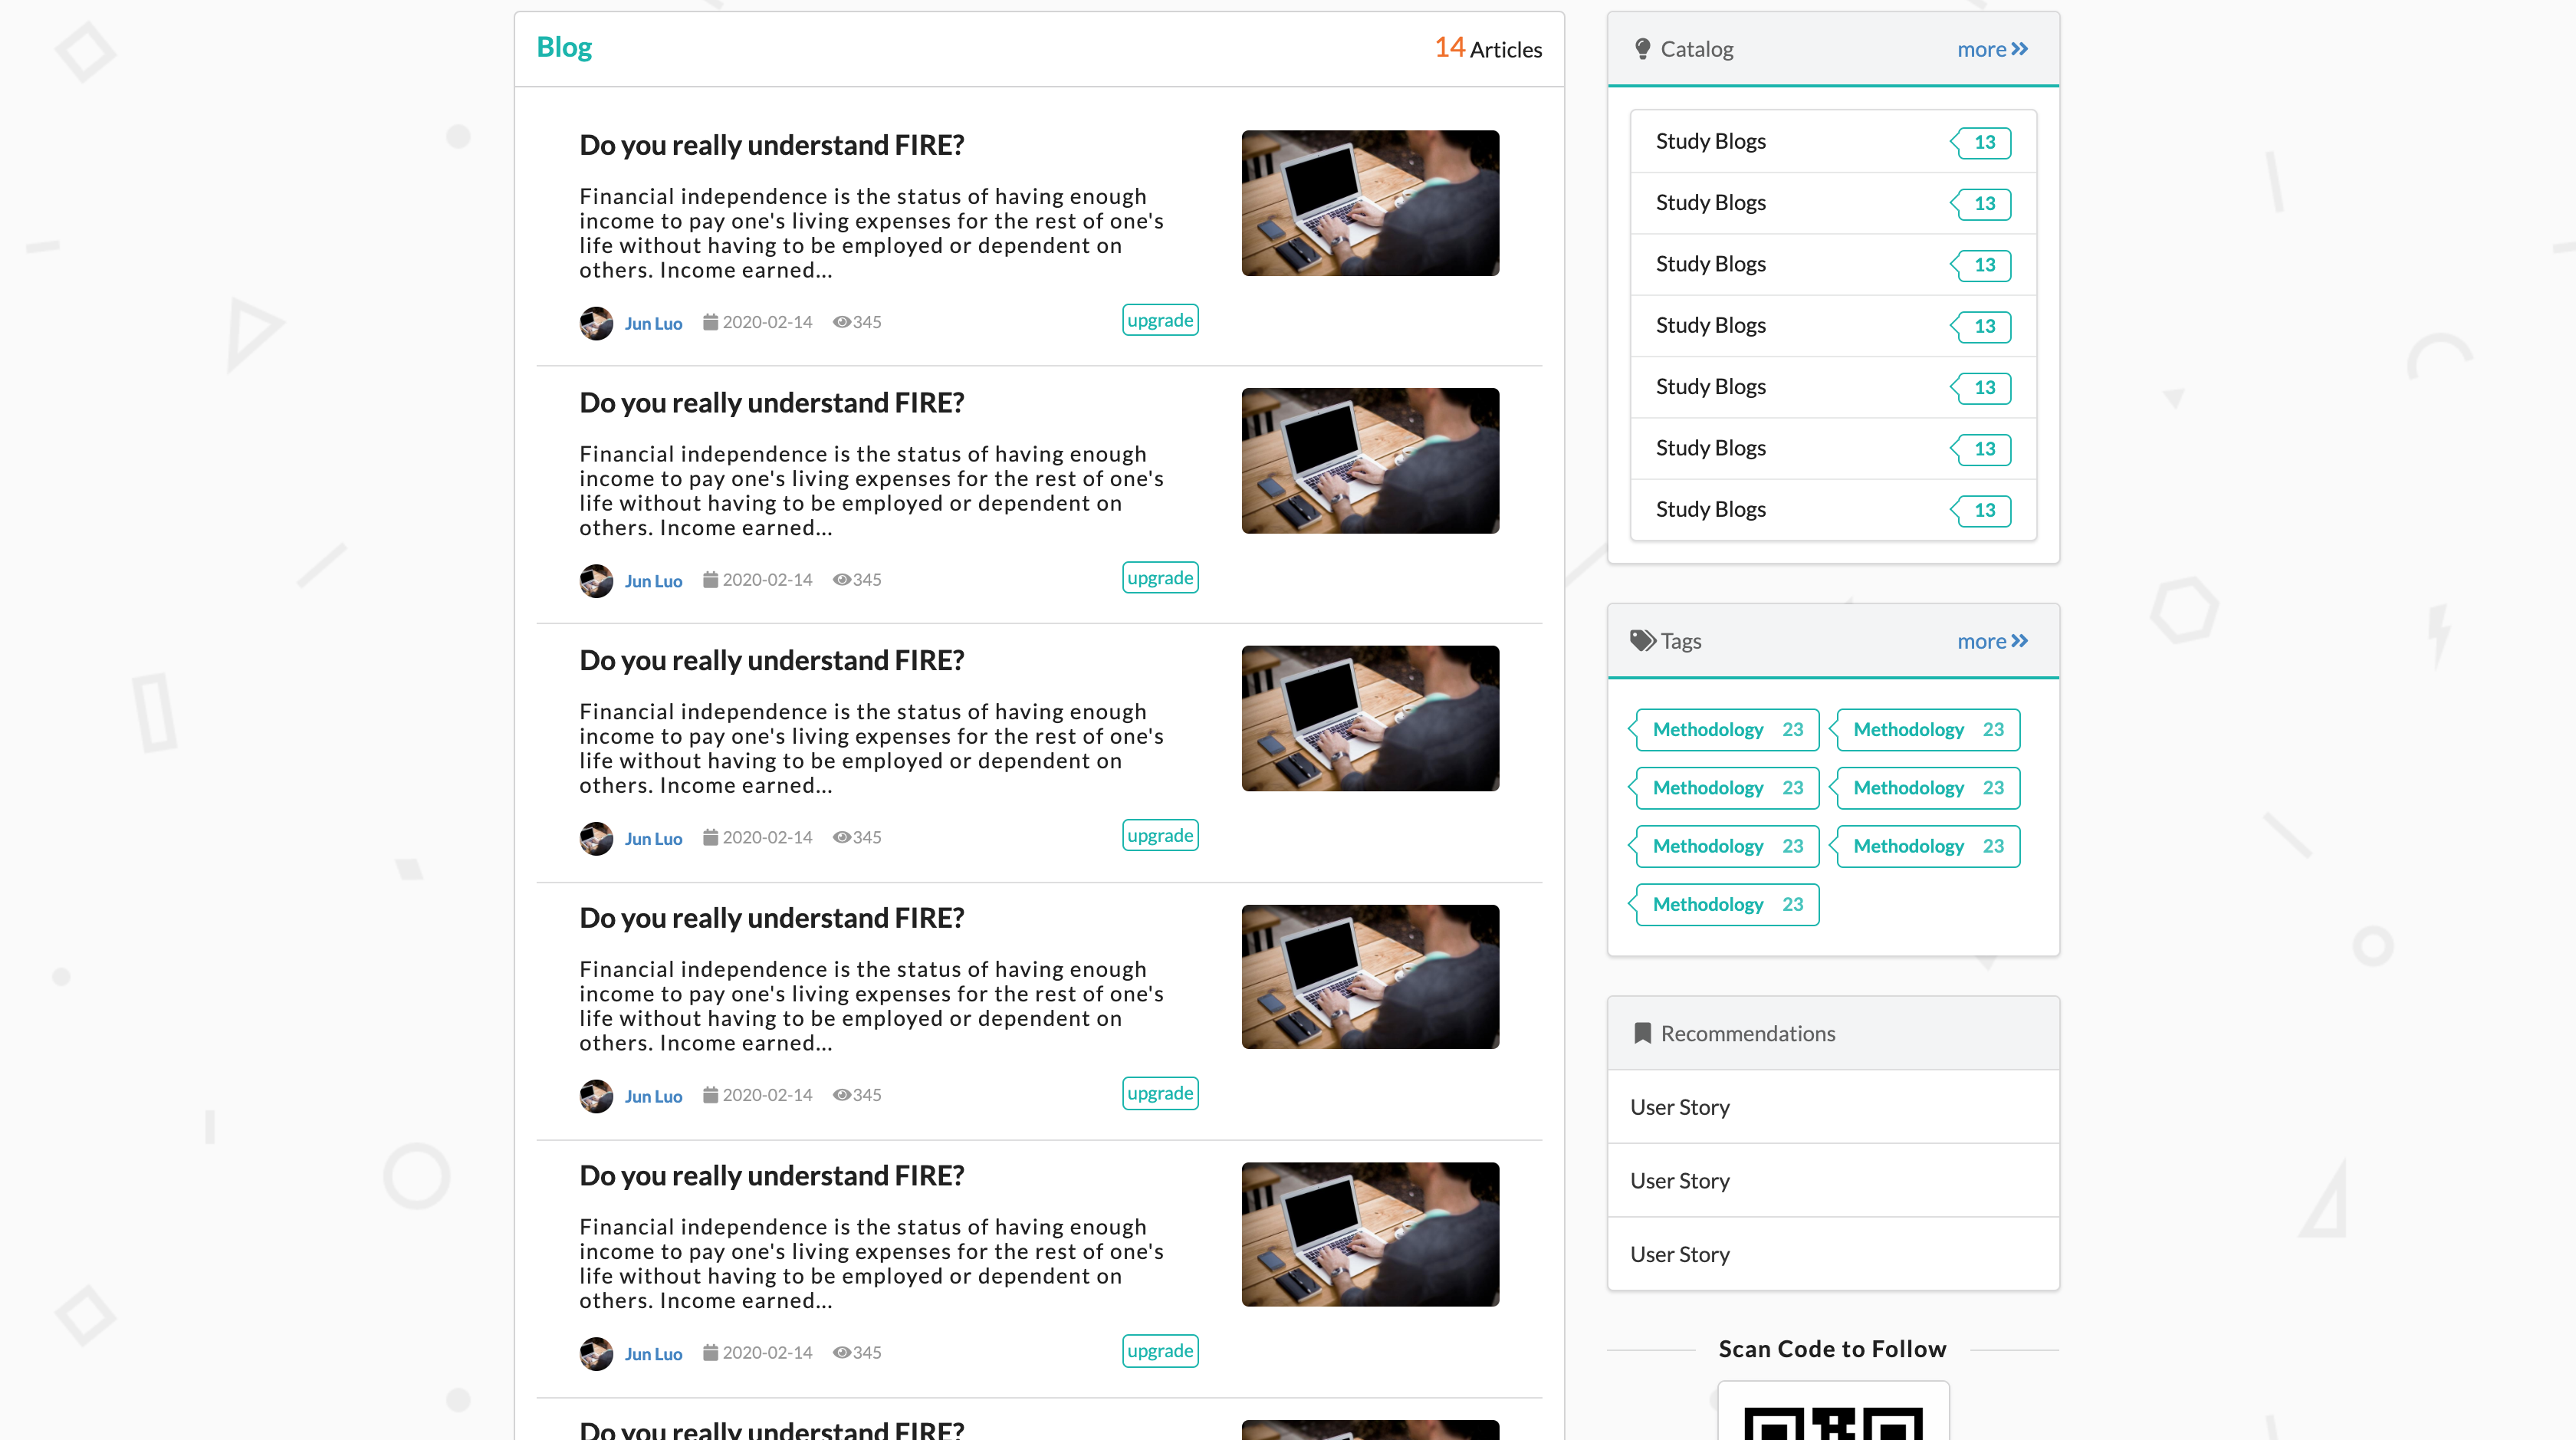 Blog
14 Articles
Do you really understand FIRE?
Financial independence is the status of having enough
income to pay one's living expenses for the rest of one's
life without having to be employed or dependent on
others. Income earned...
Jun Luo 2020-02-14 345 upgrade
Do you really understand FIRE?
Financial independence is the status of having enough
income to pay one's living expenses for the rest of one's
life without having to be employed or dependent on
others. Income earned...
Jun Luo 2020-02-14 345 upgrade
Do you really understand FIRE?
Financial independence is the status of having enough
income to pay one's living expenses for the rest of one's
life without having to be employed or dependent on
others. Income earned...
Jun Luo 2020-02-14 345 upgrade
Do you really understand FIRE?
Financial independence is the status of having enough
income to pay one's living expenses for the rest of one's
life without having to be employed or dependent on
others. Income earned...
Jun Luo 2020-02-14 345 upgrade
Do you really understand FIRE?
Financial independence is the status of having enough
income to pay one's living expenses for the rest of one's
life without having to be employed or dependent on
others. Income earned...
Jun Luo 2020-02-14 345 upgrade
Do you really understand FIRE?
Catalog more
Study Blogs 13
Study Blogs 13
Study Blogs 13
Study Blogs 13
Study Blogs 13
Study Blogs 13
Study Blogs 13
Tags more
Methodology 23 Methodology 23
Methodology 23 Methodology 23
Methodology 23 Methodology 23
Methodology 23
Recommendations
User Story
User Story
User Story
Scan Code to Follow